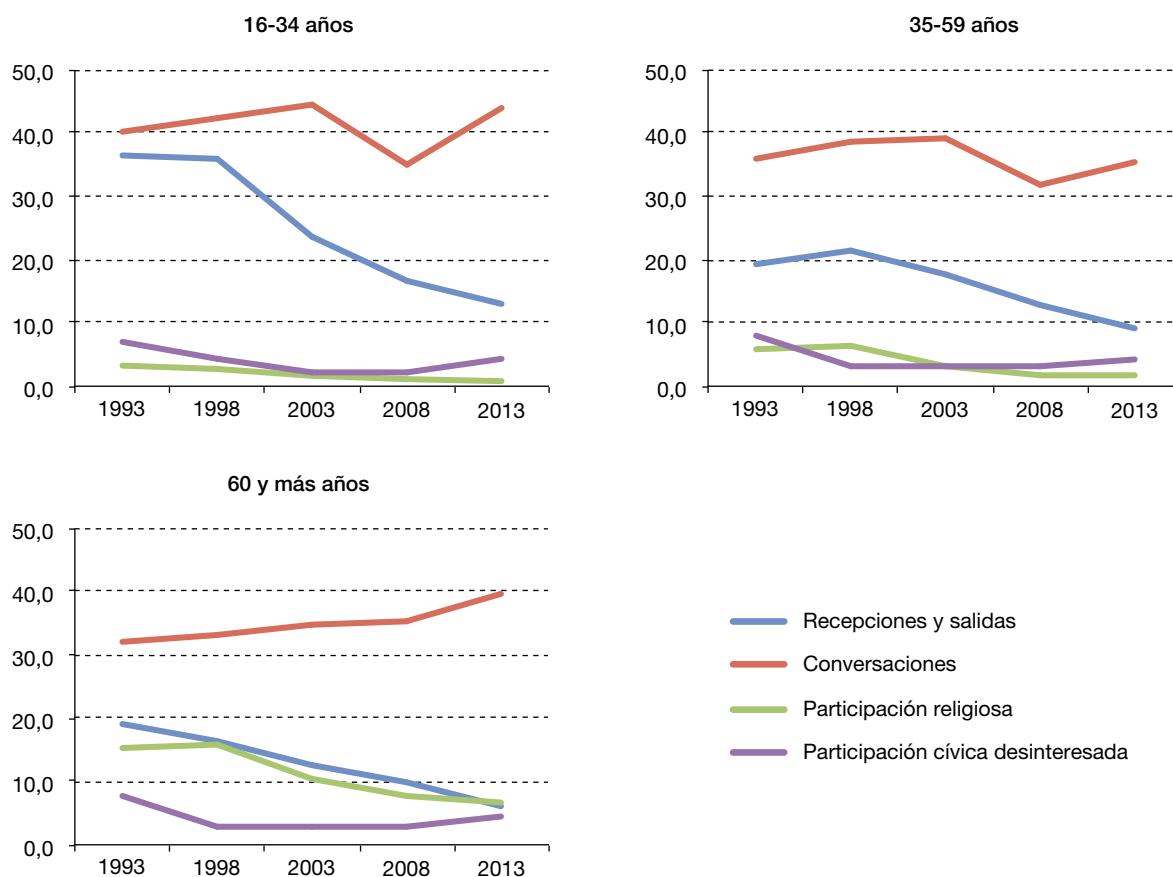 16-34 años
50,0
40,0
30,0
20,0
10,0
0,0
1993 1998 2003 2008 2013
35-59 años
50,0
40,0
30,0
20,0
10,0
0,0
1993 1998 2003 2008 2013
60 y más años
50,0
40,0
30,0
20,0
10,0
0,0
1993 1998 2003 2008 2013
Recepciones y salidas
Conversaciones
Participación religiosa
Participación cívica desinteresada